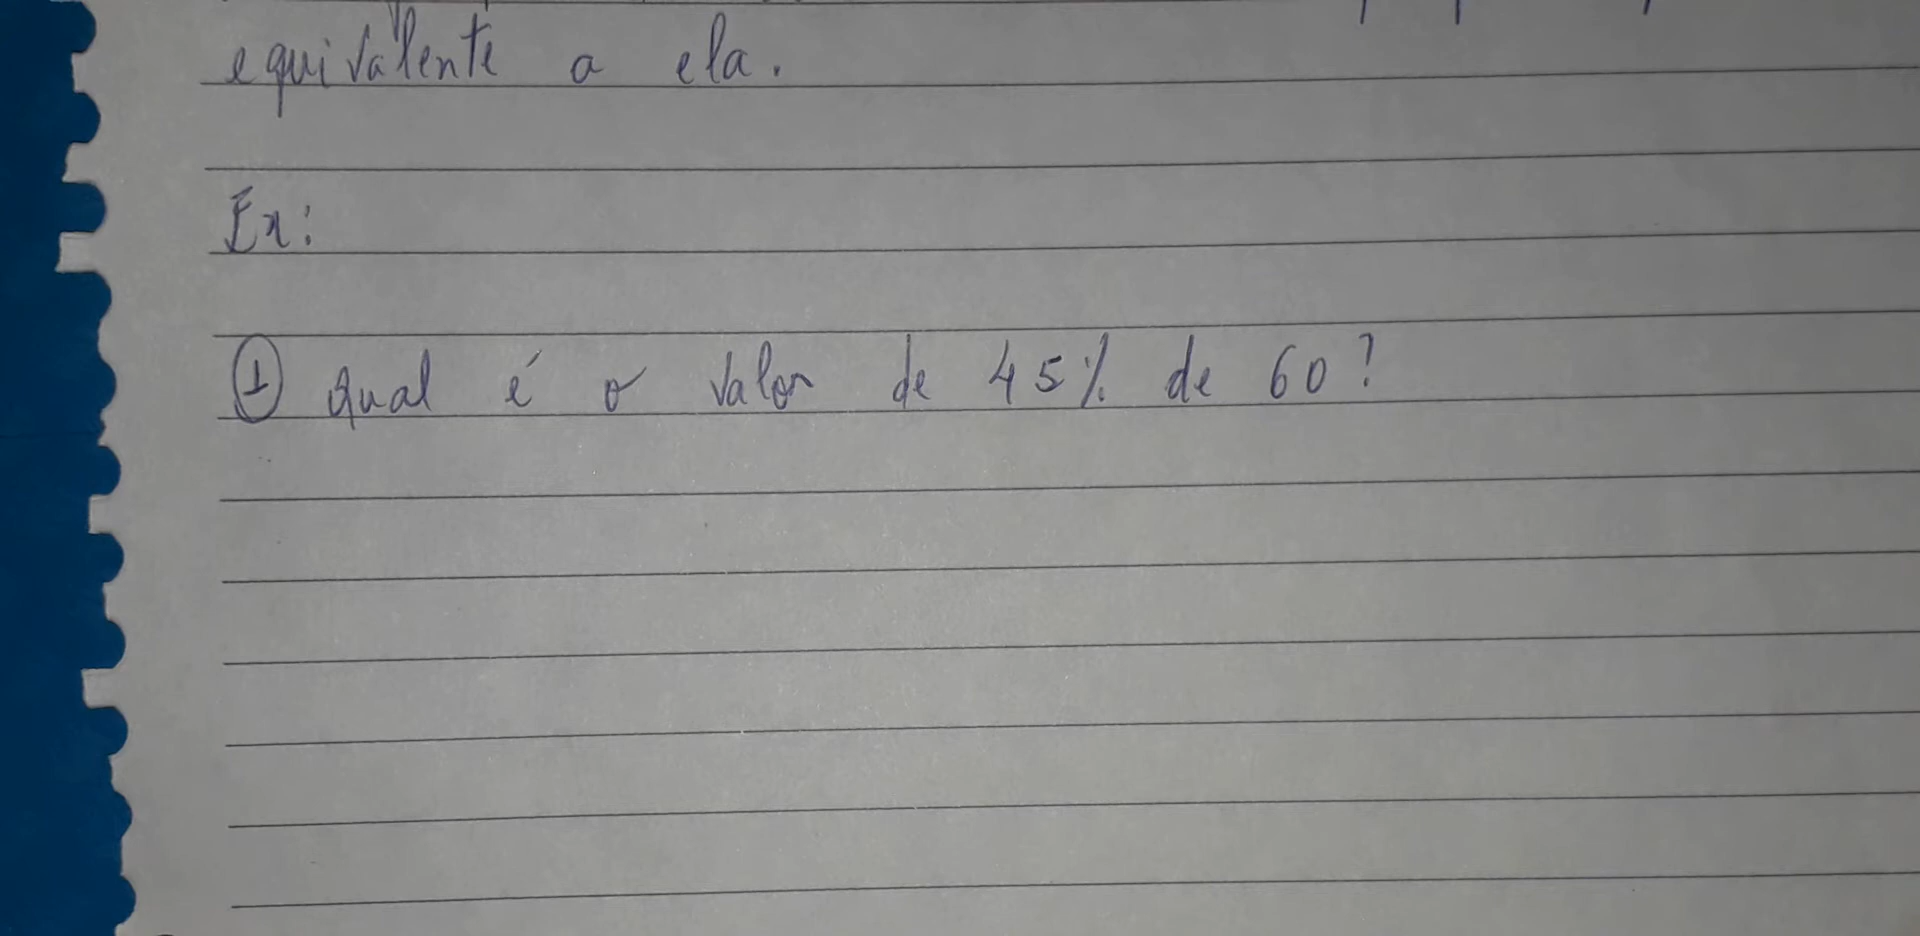 equivalente a ela.
Ex:
① Qual é o valor de 45% de 60?